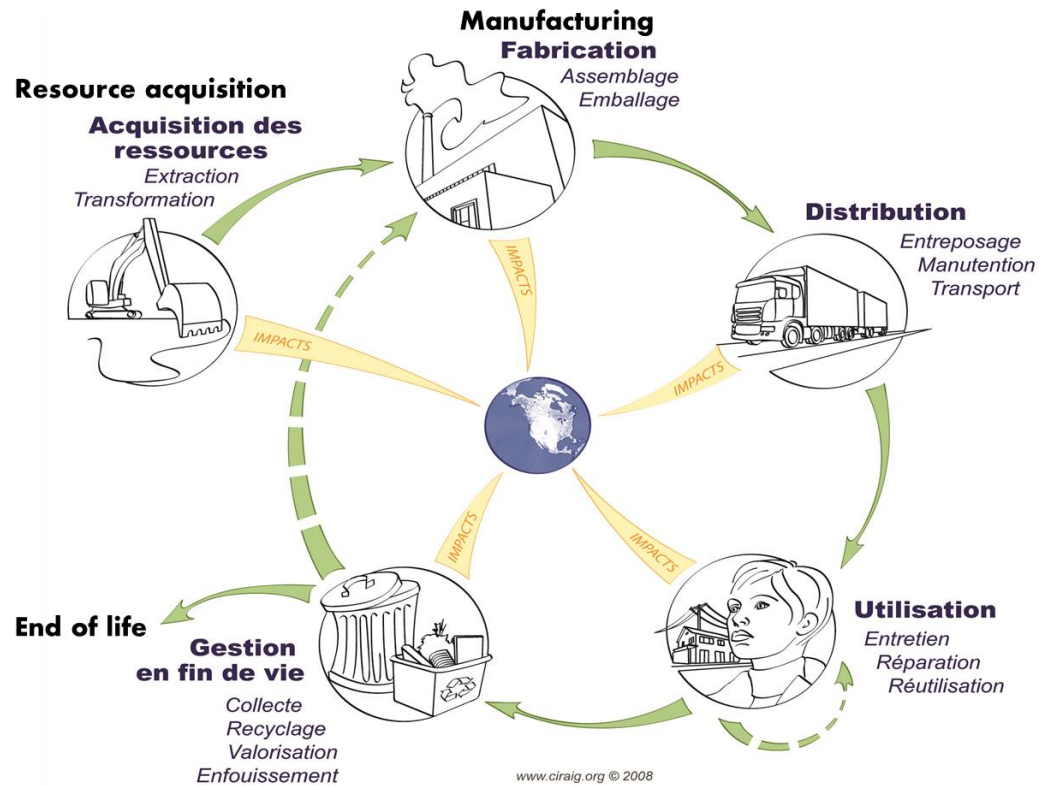 Manufacturing
Fabrication
Assemblage
Emballage
Resource acquisition
Acquisition des
ressources
Extraction
Transformation
Distribution
Entreposage
Manutention
Transport
IMPACTS
IMPACTS
IMPACTS
IMPACTS
IMPACTS
End of life
Gestion
en fin de vie
Collecte
Recyclage
Valorisation
Enfouissement
Utilisation
Entretien
Réparation
Réutilisation
www.ciraig.org © 2008